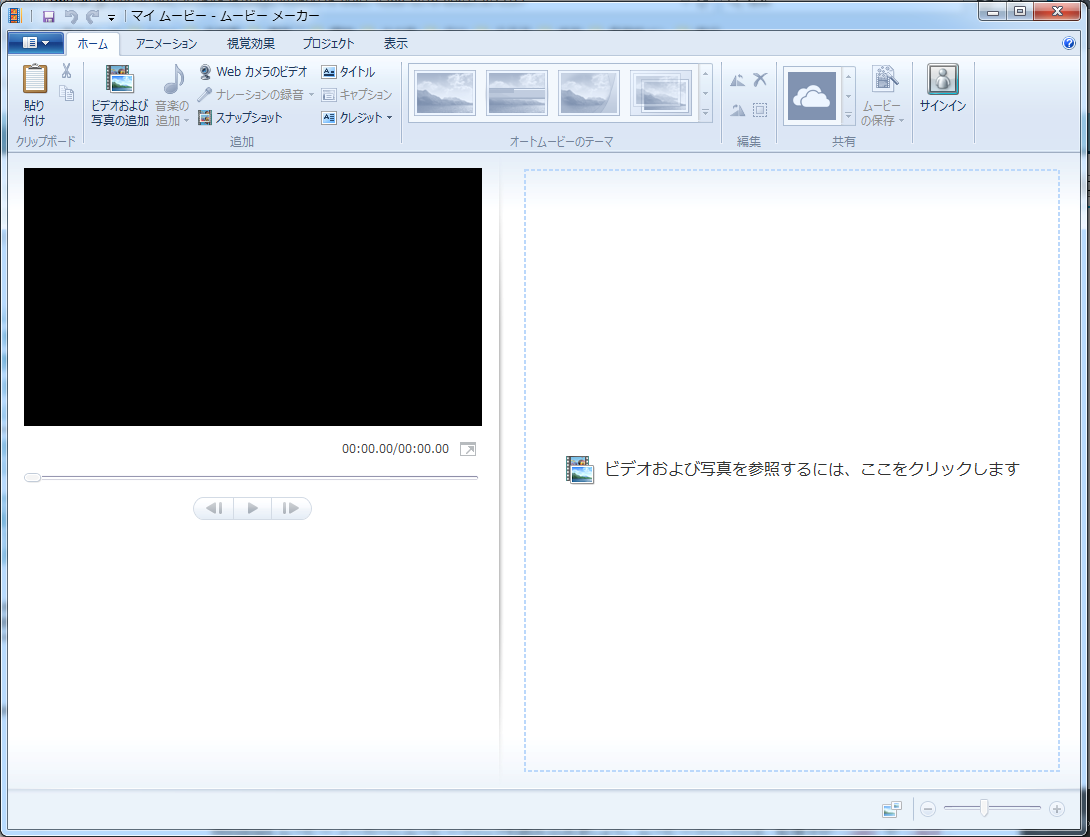 マイ ムービー - ムービー メーカー
ホーム アニメーション 視覚効果 プロジェクト 表示
貼り
付け
クリップボード
ビデオおよび
写真の追加
音楽の
追加
Web カメラのビデオ
ナレーションの録音
スナップショット
タイトル
キャプション
クレジット
追加
オートムービーのテーマ
編集
ムービー
の保存
共有
サインイン
00:00.00/00:00.00
ビデオおよび写真を参照するには、ここをクリックします